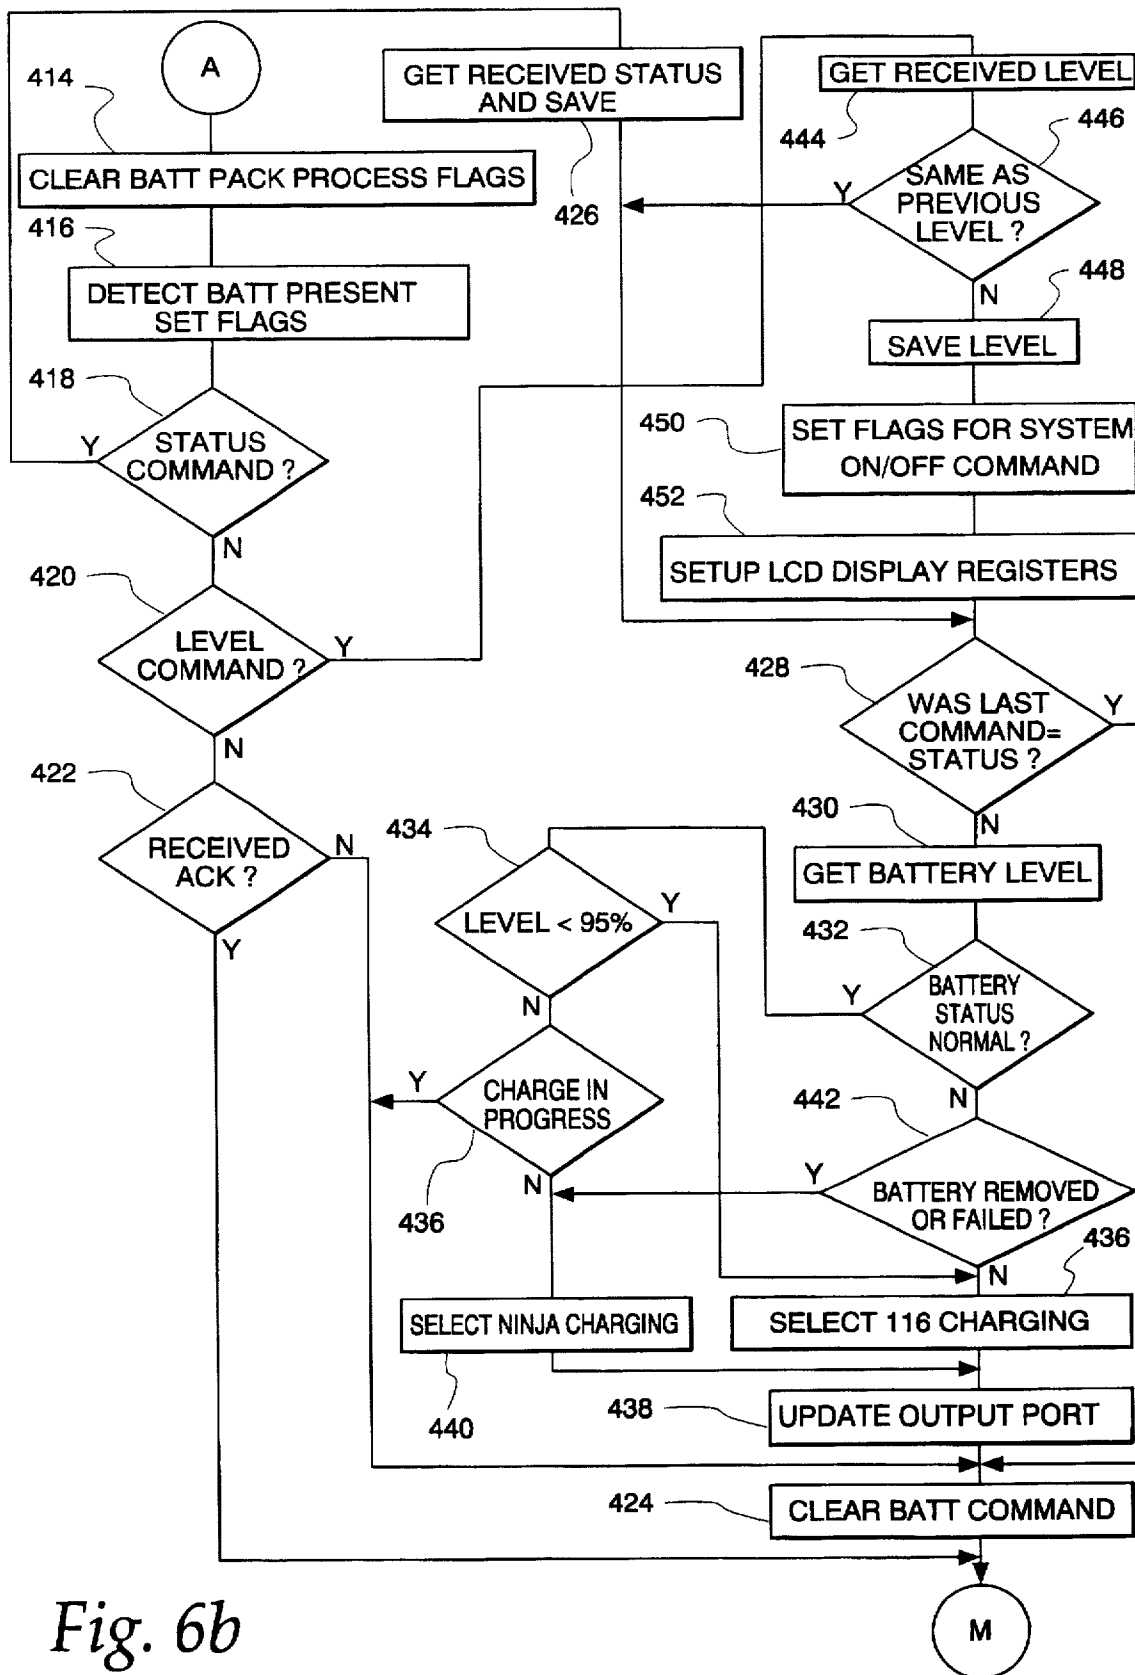 A
414
CLEAR BATT PACK PROCESS FLAGS
416
DETECT BATT PRESENT
SET FLAGS
418
STATUS
COMMAND ?
Y
N
420
LEVEL
COMMAND ?
Y
N
422
RECEIVED
ACK ?
N
Y
GET RECEIVED STATUS
AND SAVE
426
GET RECEIVED LEVEL
444
446
SAME AS
PREVIOUS
LEVEL ?
Y
N
448
SAVE LEVEL
450
SET FLAGS FOR SYSTEM
ON/OFF COMMAND
452
SETUP LCD DISPLAY REGISTERS
428
WAS LAST
COMMAND=
STATUS ?
Y
N
430
GET BATTERY LEVEL
432
BATTERY
STATUS
NORMAL ?
Y
N
434
LEVEL < 95%
Y
N
CHARGE IN
PROGRESS
Y
N
436
442
BATTERY REMOVED
OR FAILED ?
Y
N
436
SELECT NINJA CHARGING
440
SELECT 116 CHARGING
438
UPDATE OUTPUT PORT
424
CLEAR BATT COMMAND
M
Fig. 6b